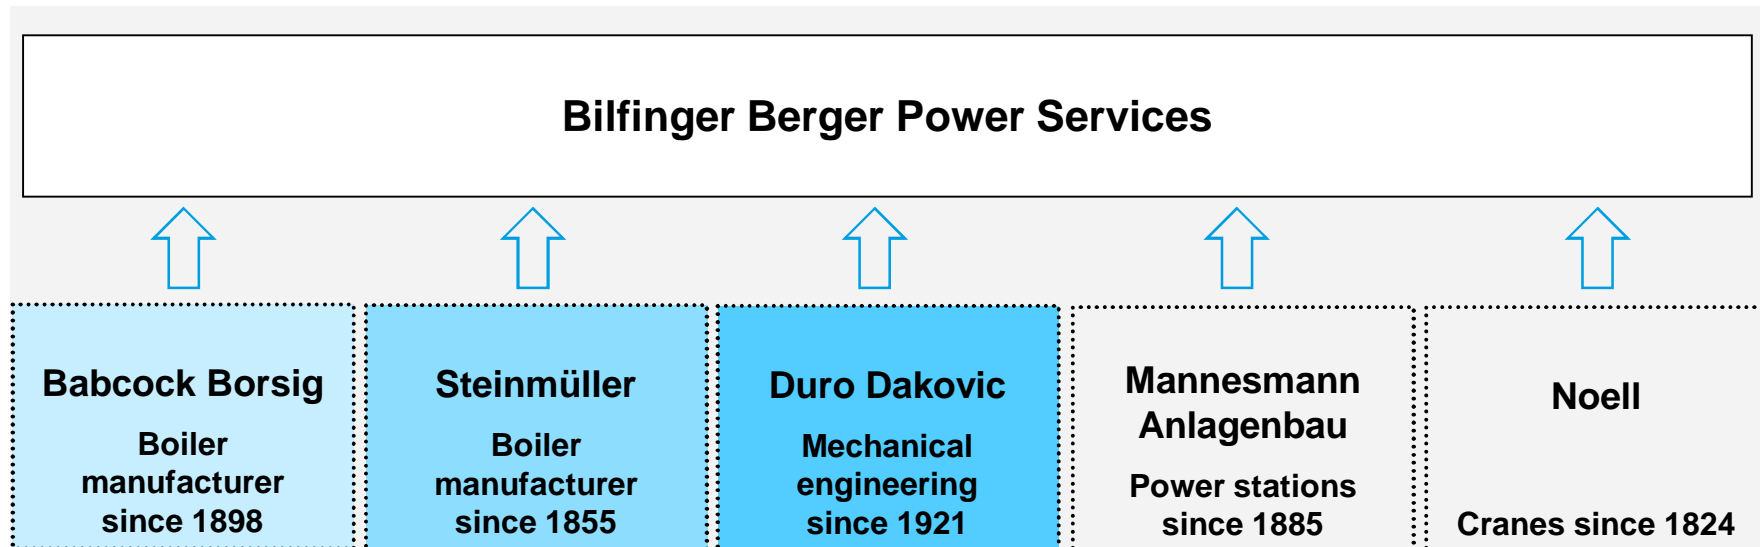 Bilfinger Berger Power Services
Babcock Borsig
Boiler
manufacturer
since 1898
Steinmüller
Boiler
manufacturer
since 1855
Duro Dakovic
Mechanical
engineering
since 1921
Mannesmann
Anlagenbau
Power stations
since 1885
Noell
Cranes since 1824